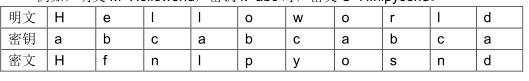 明文 H e l l o w o r l d
密钥 a b c a b c a b c a
密文 H f n l p y o s n d